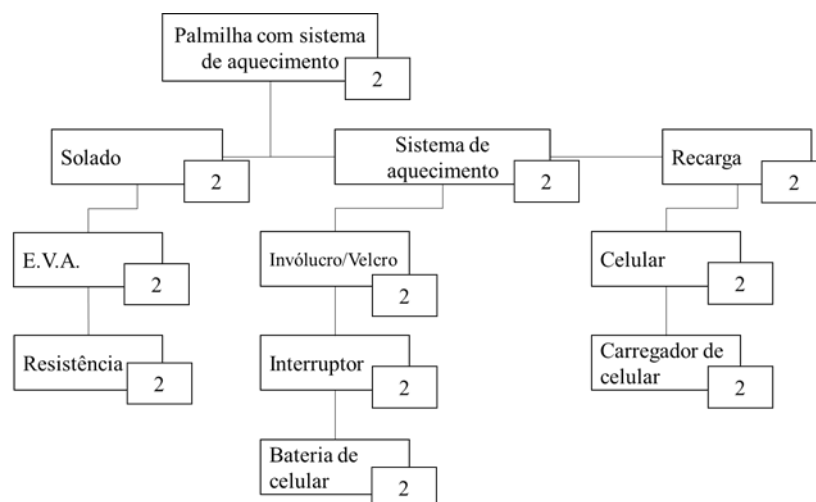 Palmilha com sistema
de aquecimento
2
Solado
2
Sistema de
aquecimento
2
Recarga
2
E.V.A.
2
Invólucro/Velcro
2
Celular
2
Resistência
2
Interruptor
2
Carregador de
celular
2
Bateria de
celular
2